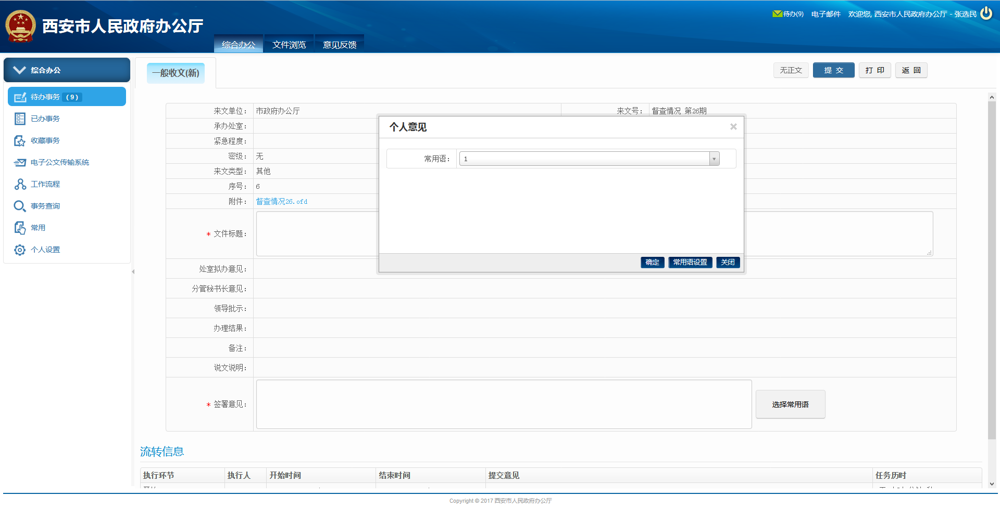 西安市人民政府办公厅
待办(9) 电子邮件 欢迎您, 西安市人民政府办公厅 - 张选民
综合办公 文件浏览 意见反馈
综合办公
待办事务 (9)
已办事务
收藏事务
电子公文传输系统
工作流程
事务查询
常用
个人设置
一般收文(新)
无正文 提 交 打 印 返 回
来文单位： 市政府办公厅 来文号： 督查情况 第26期
承办处室：
紧急程度：
密级： 无
来文类型： 其他
序号： 6
附件： 督查情况26.ofd
* 文件标题：
处室拟办意见：
分管秘书长意见：
领导批示：
办理结果：
备注：
说文说明：
* 签署意见：
选择常用语
个人意见 ×
常用语： 1
确定 常用语设置 关闭
流转信息
执行环节 执行人 开始时间 结束时间 提交意见 任务历时
Copyright © 2017 西安市人民政府办公厅